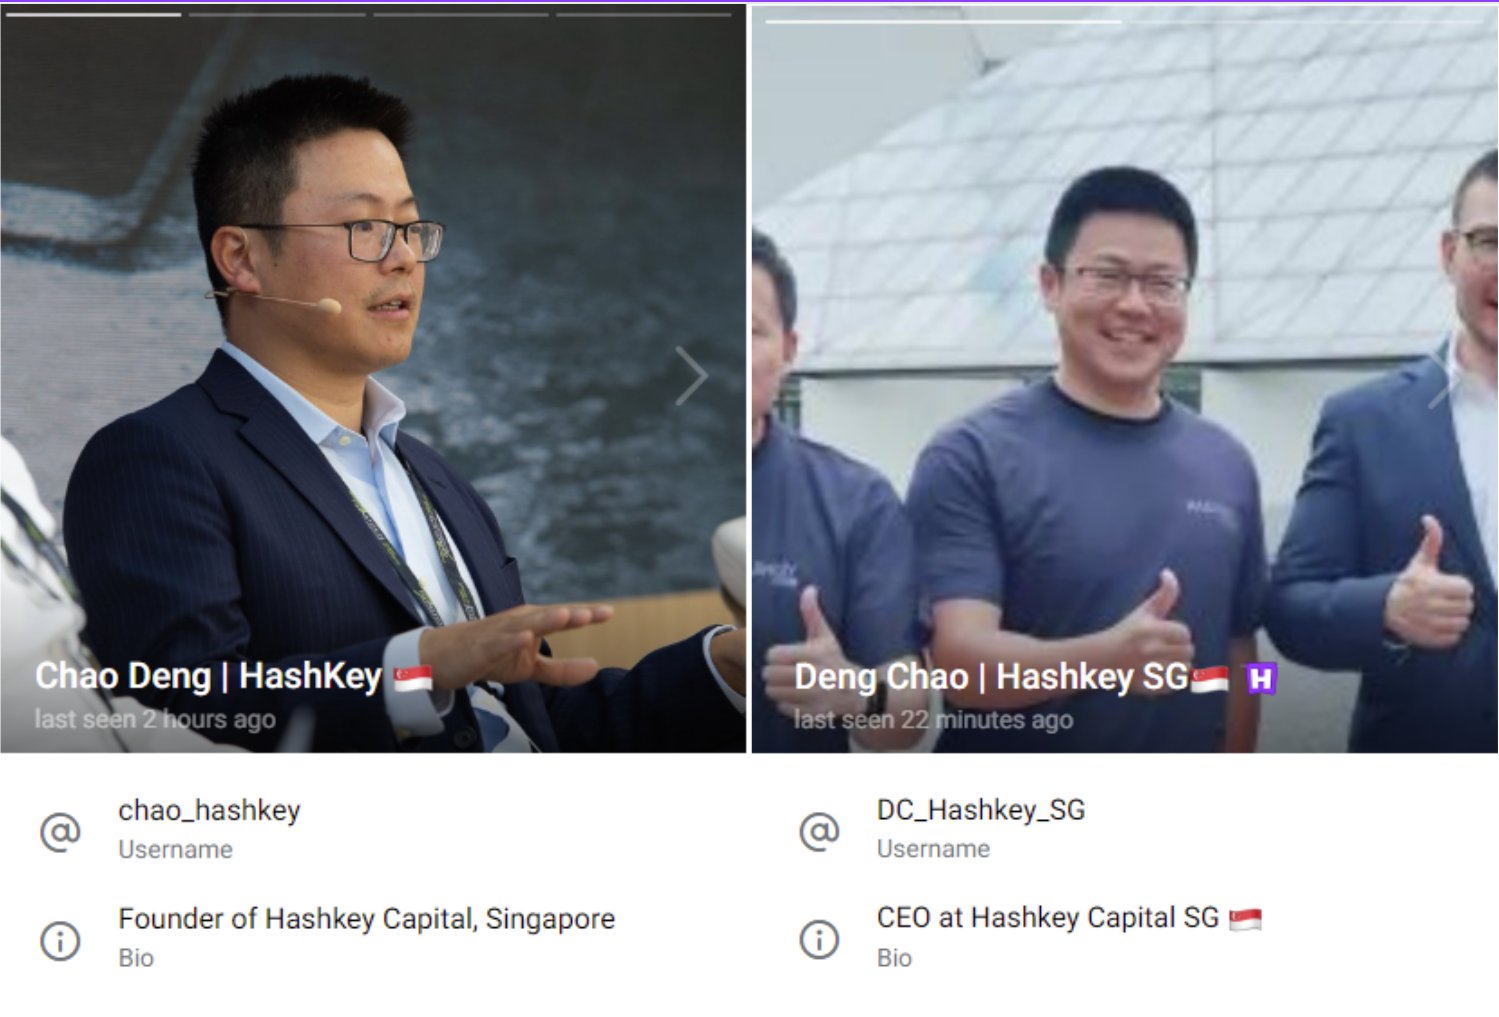 Chao Deng | HashKey 🇸🇬
last seen 2 hours ago
chao_hashkey
Username
Founder of Hashkey Capital, Singapore
Bio
Deng Chao | Hashkey SG🇸🇬 H
last seen 22 minutes ago
DC_Hashkey_SG
Username
CEO at Hashkey Capital SG 🇸🇬
Bio